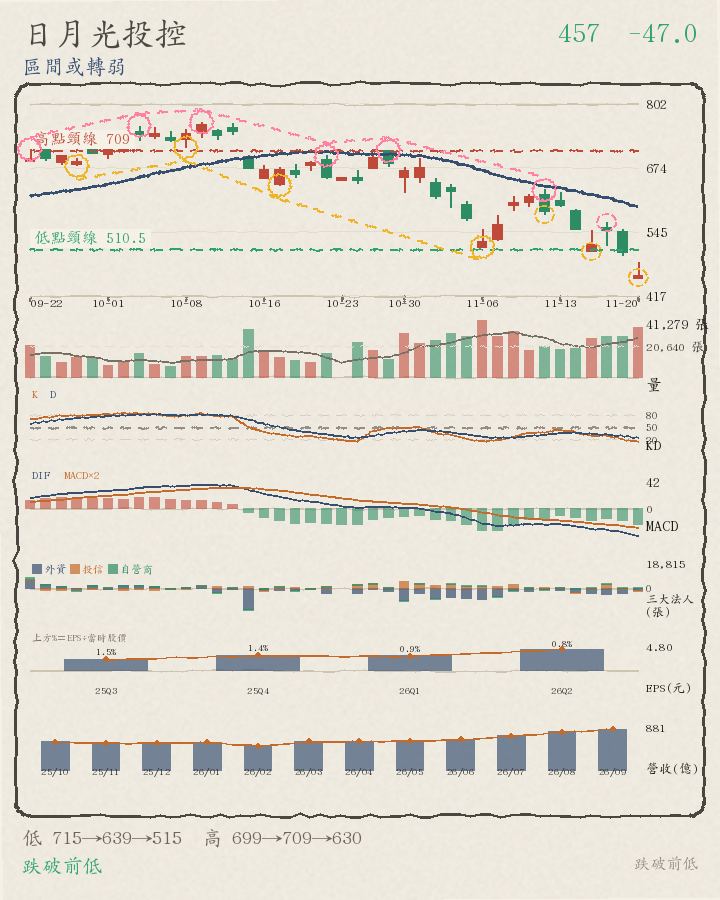 日月光投控
457 -47.0
區間或轉弱
802
高點頸線 709
674
低點頸線 510.5
545
417
09-22 10-01 10-08 10-16 10-23 10-30 11-06 11-13 11-20
41,279 張
20,640 張
量
K D
80
50
20
KD
DIF MACD×2
42
0
MACD
外資 投信 自營商
18,815
0
三大法人
(張)
上方%=EPS÷當時股價
1.5% 1.4% 0.9% 0.8%
4.80
25Q3 25Q4 26Q1 26Q2
EPS(元)
881
25/10 25/11 25/12 26/01 26/02 26/03 26/04 26/05 26/06 26/07 26/08 26/09
營收(億)
低 715→639→515 高 699→709→630
跌破前低
跌破前低